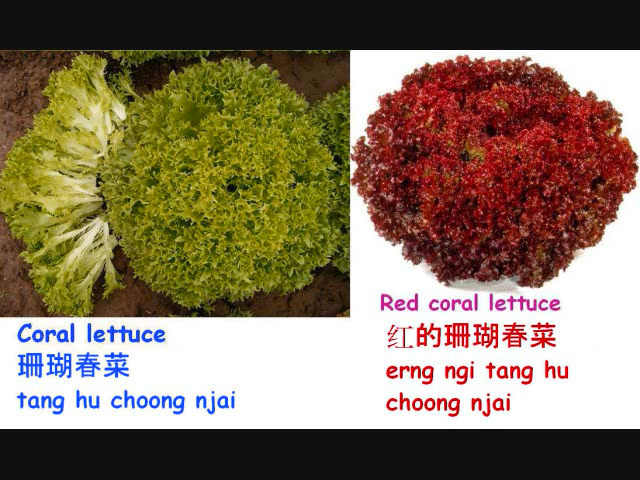 Coral lettuce
珊瑚春菜
tang hu choong njai
Red coral lettuce
红的珊瑚春菜
erng ngi tang hu
choong njai